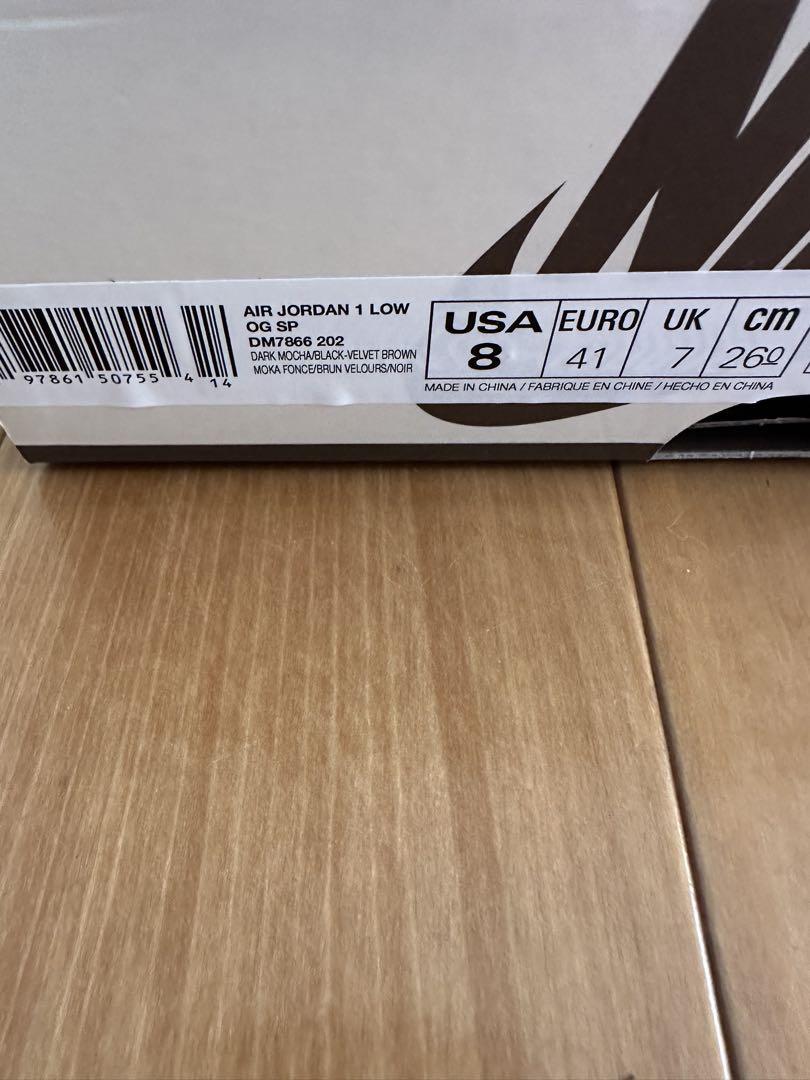 AIR JORDAN 1 LOW
OG SP
DM7866 202
DARK MOCHA/BLACK-VELVET BROWN
MOKA FONCE/BRUN VELOURS/NOIR
97861 50755 4 14
USA EURO UK CM
8 41 7 26º
MADE IN CHINA / FABRIQUE EN CHINE / HECHO EN CHINA